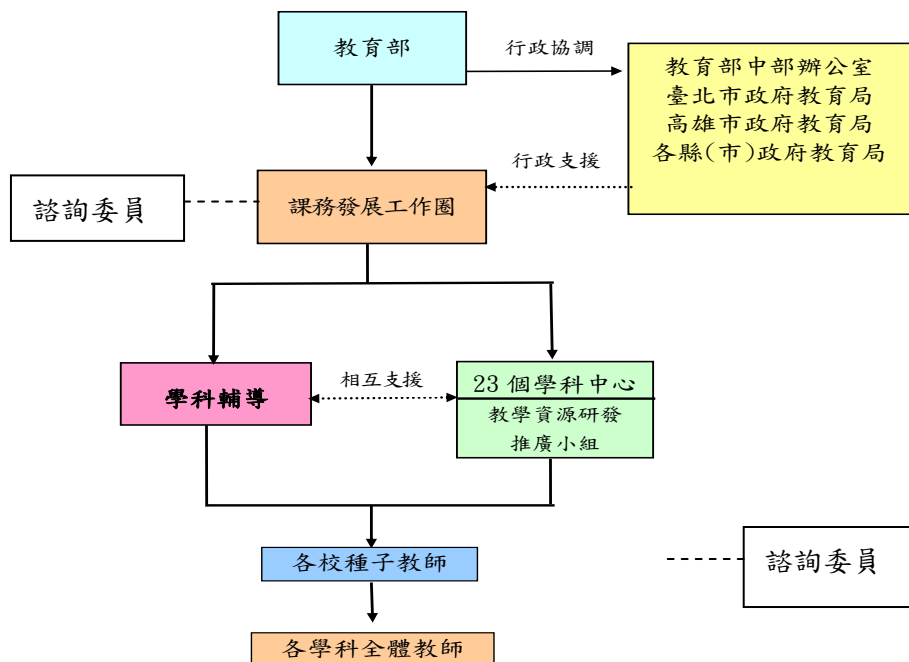 教育部
行政協調
教育部中部辦公室
臺北市政府教育局
高雄市政府教育局
各縣(市)政府教育局
行政支援
諮詢委員
課務發展工作圈
學科輔導
相互支援
23 個學科中心
教學資源研發
推廣小組
各校種子教師
諮詢委員
各學科全體教師